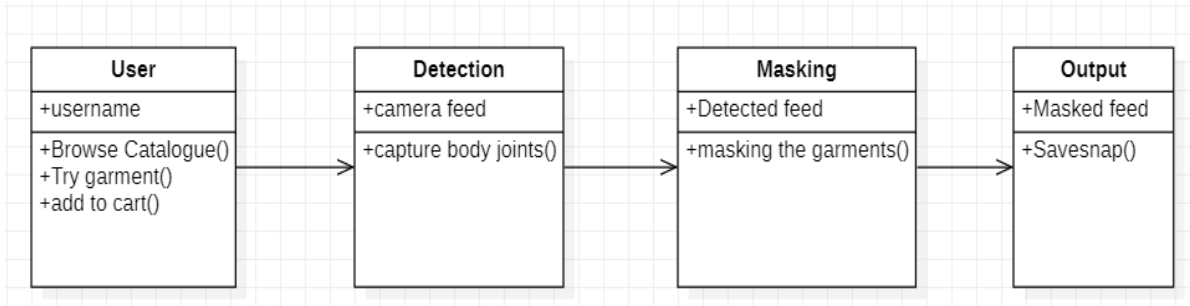 User
+username
+Browse Catalogue()
+Try garment()
+add to cart()
Detection
+camera feed
+capture body joints()
Masking
+Detected feed
+masking the garments()
Output
+Masked feed
+Savesnap()